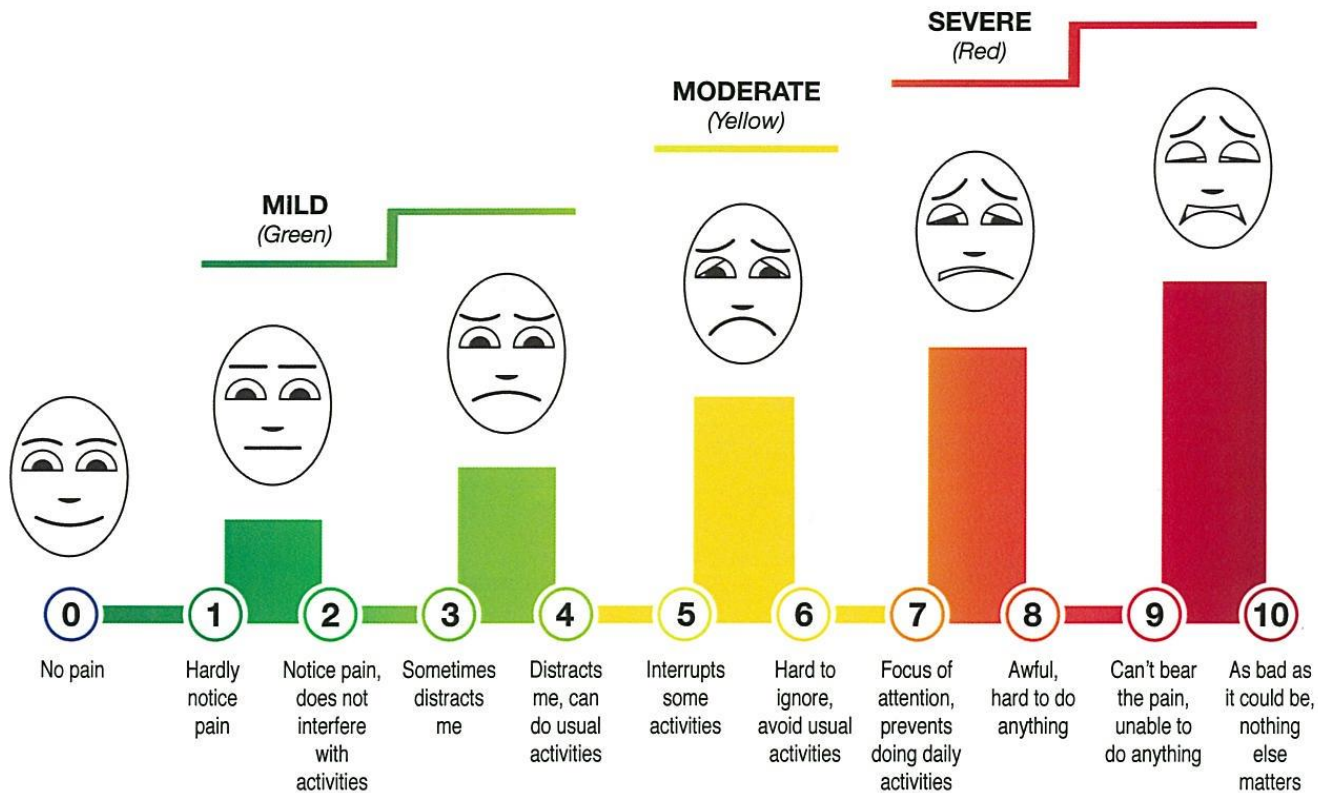 SEVERE
(Red)
MODERATE
(Yellow)
MiLD
(Green)
0
1
2
3
4
5
6
7
8
9
10
No pain
Hardly
notice
pain
Notice pain,
does not
interfere
with
activities
Sometimes
distracts
me
Distracts
me, can
do usual
activities
Interrupts
some
activities
Hard to
ignore,
avoid usual
activities
Focus of
attention,
prevents
doing daily
activities
Awful,
hard to do
anything
Can't bear
the pain,
unable to
do anything
As bad as
it could be,
nothing
else
matters